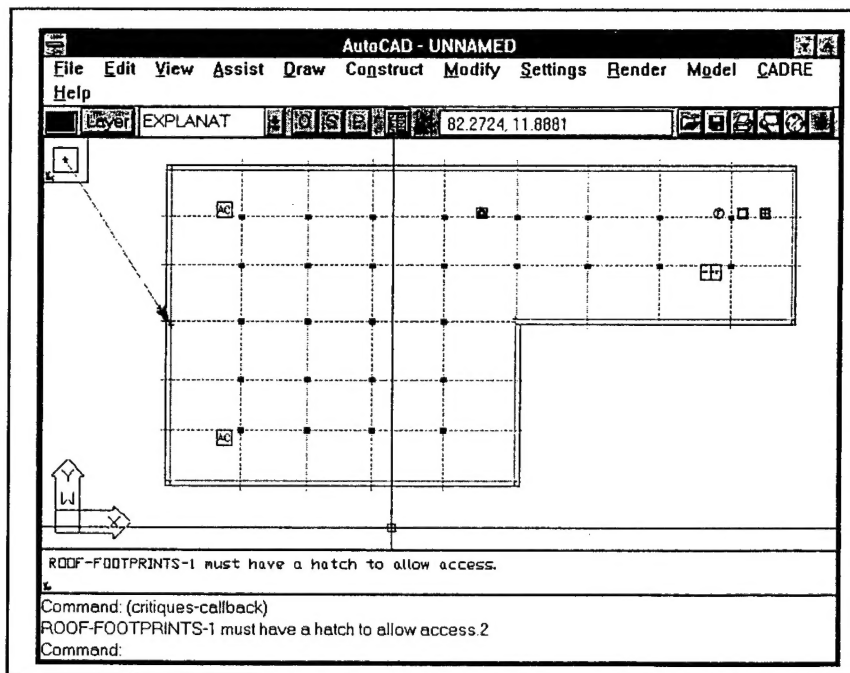 AutoCAD - UNNAMED
File Edit View Assist Draw Construct Modify Settings Render Model CADRE
Help
Layer EXPLANAT O S P 82.2724, 11.8881
AC
AC
Y
W
X
ROOF-FOOTPRINTS-1 must have a hatch to allow access.
Command: (critiques-callback)
ROOF-FOOTPRINTS-1 must have a hatch to allow access.2
Command: